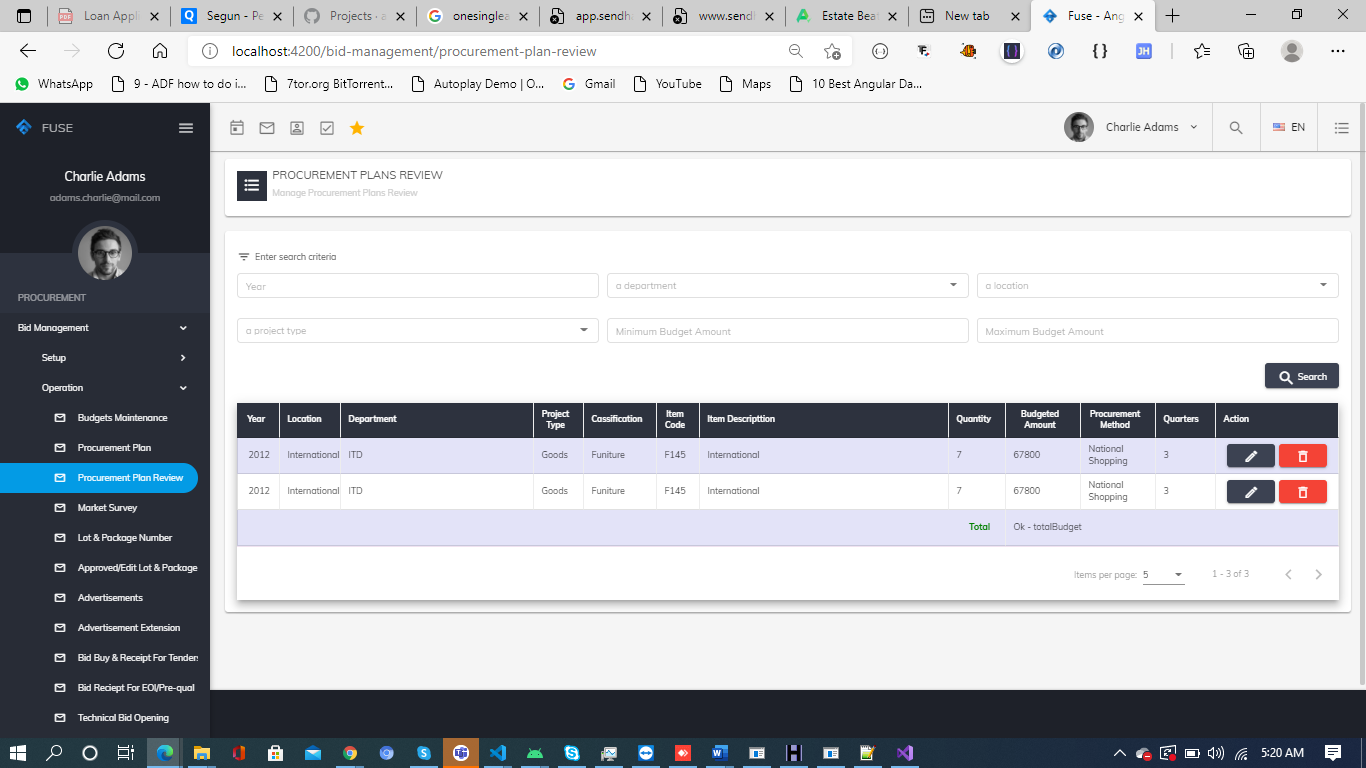 Loan Appli
Segun - Pe
Projects · a
onesinglea
app.sendh
www.sendh
Estate Beat
New tab
Fuse - Ang
localhost:4200/bid-management/procurement-plan-review
WhatsApp
9 - ADF how to do i...
7tor.org BitTorrent...
Autoplay Demo | O...
Gmail
YouTube
Maps
10 Best Angular Da...
FUSE
Charlie Adams
EN
Charlie Adams
adams.charlie@mail.com
PROCUREMENT
Bid Management
Setup
Operation
Budgets Maintenance
Procurement Plan
Procurement Plan Review
Market Survey
Lot & Package Number
Approved/Edit Lot & Package
Advertisements
Advertisement Extension
Bid Buy & Receipt For Tenders
Bid Reciept For EOI/Pre-qual
Technical Bid Opening
PROCUREMENT PLANS REVIEW
Manage Procurement Plans Review
Enter search criteria
Year
a department
a location
a project type
Minimum Budget Amount
Maximum Budget Amount
Search
Year Location Department Project Type Cassification Item Code Item Descripttion Quantity Budgeted Amount Procurement Method Quarters Action
2012 International ITD Goods Funiture F145 International 7 67800 National Shopping 3
2012 International ITD Goods Funiture F145 International 7 67800 National Shopping 3
Total Ok - totalBudget
Items per page: 5 1 - 3 of 3
5:20 AM